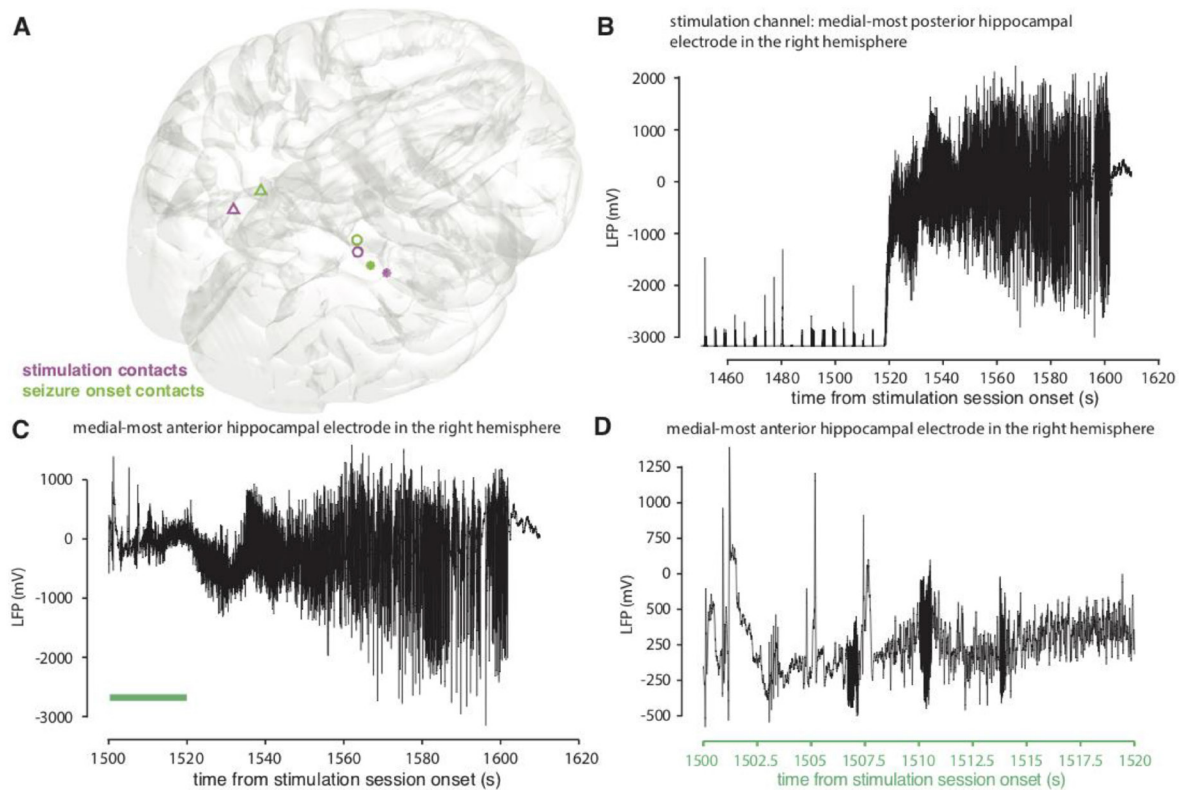 A
stimulation contacts
seizure onset contacts
B
stimulation channel: medial-most posterior hippocampal
electrode in the right hemisphere
LFP (mV)
2000
1000
0
-1000
-2000
-3000
1460 1480 1500 1520 1540 1560 1580 1600 1620
time from stimulation session onset (s)
C
medial-most anterior hippocampal electrode in the right hemisphere
LFP (mV)
1000
0
-1000
-2000
-3000
1500 1520 1540 1560 1580 1600 1620
time from stimulation session onset (s)
D
medial-most anterior hippocampal electrode in the right hemisphere
LFP (mV)
1250
1000
750
0
500
250
-250
-500
1500 1502.5 1505 1507.5 1510 1512.5 1515 1517.5 1520
time from stimulation session onset (s)